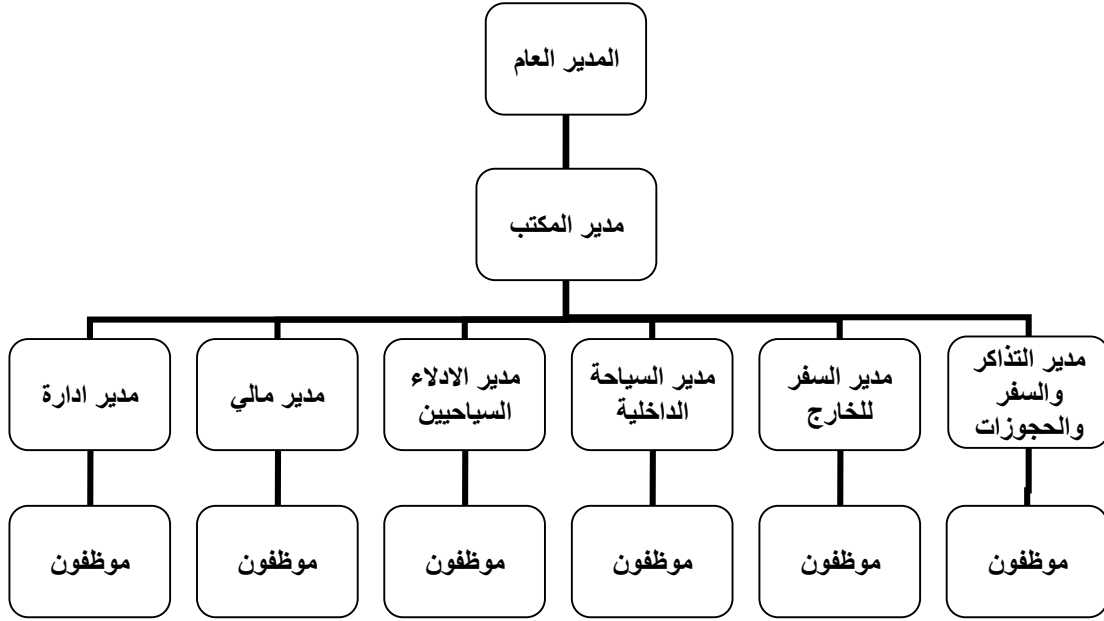 المدير العام
مدير المكتب
مدير التذاكر
والسفر
والحجوزات
مدير السفر
للخارج
مدير السياحة
الداخلية
مدير الادلاء
السياحيين
مدير مالي
مدير ادارة
موظفون
موظفون
موظفون
موظفون
موظفون
موظفون